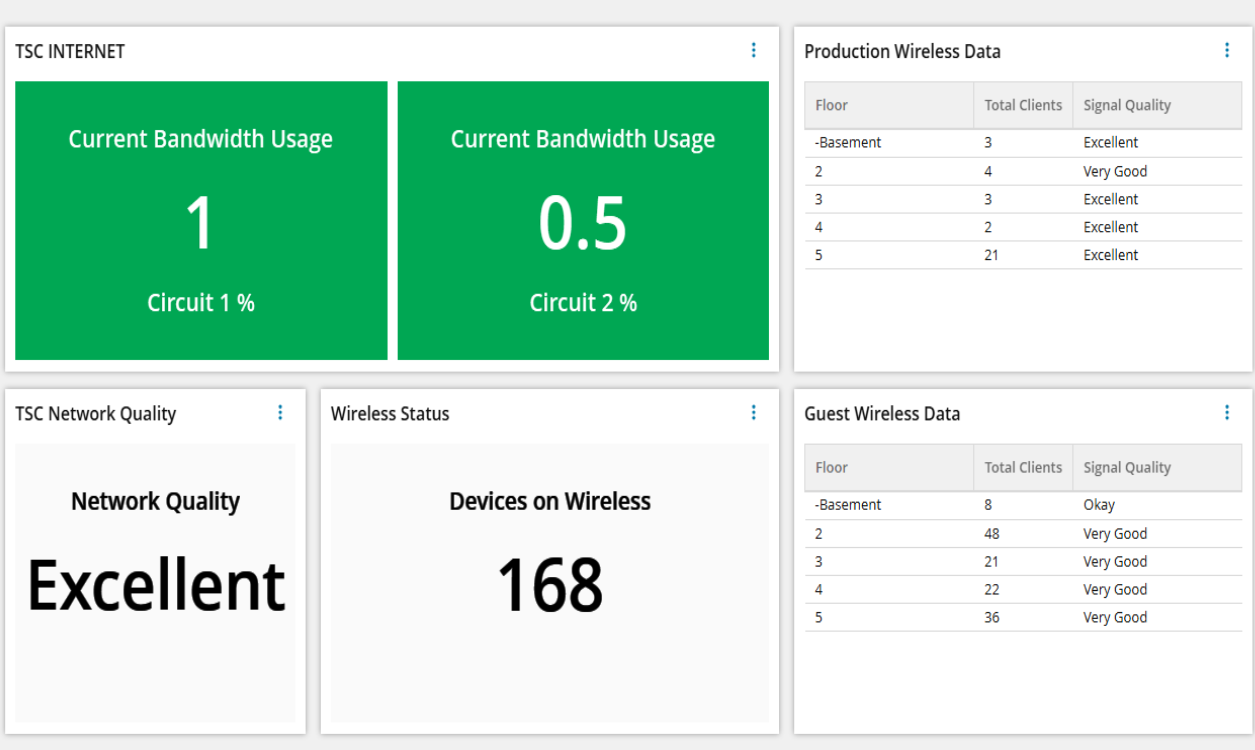 TSC INTERNET
Current Bandwidth Usage
1
Circuit 1 %
Current Bandwidth Usage
0.5
Circuit 2 %
Production Wireless Data
Floor Total Clients Signal Quality
-Basement 3 Excellent
2 4 Very Good
3 3 Excellent
4 2 Excellent
5 21 Excellent
TSC Network Quality
Network Quality
Excellent
Wireless Status
Devices on Wireless
168
Guest Wireless Data
Floor Total Clients Signal Quality
-Basement 8 Okay
2 48 Very Good
3 21 Very Good
4 22 Very Good
5 36 Very Good